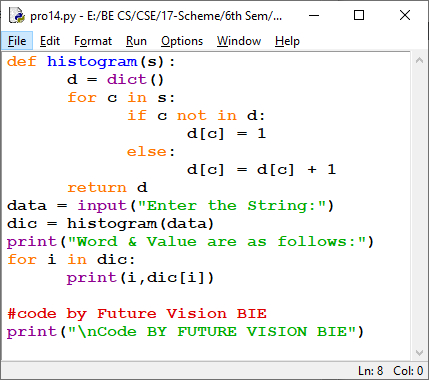 pro14.py - E:/BE CS/CSE/17-Scheme/6th Sem/...
File Edit Format Run Options Window Help
def histogram(s):
      d = dict()
      for c in s:
            if c not in d:
                  d[c] = 1
            else:
                  d[c] = d[c] + 1
      return d
data = input("Enter the String:")
dic = histogram(data)
print("Word & Value are as follows:")
for i in dic:
      print(i,dic[i])

#code by Future Vision BIE
print("\nCode BY FUTURE VISION BIE")
Ln: 8 Col: 0